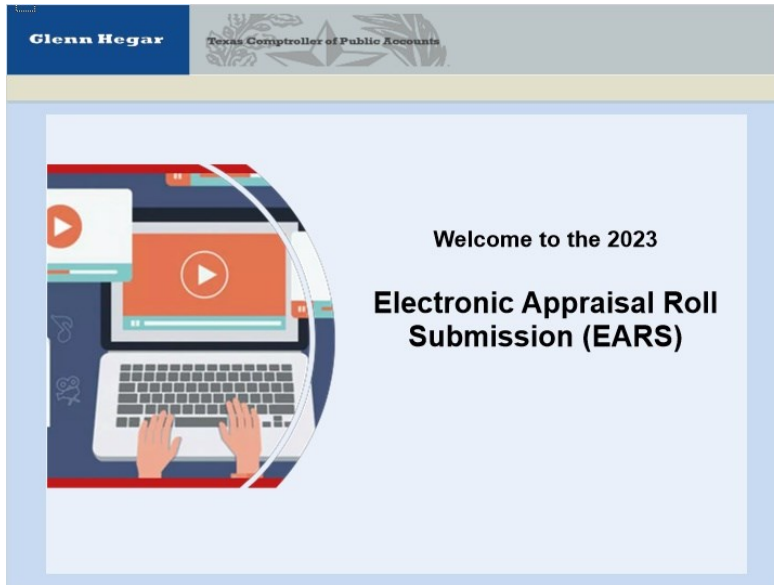 Glenn Hegar
Texas Comptroller of Public Accounts
Welcome to the 2023
Electronic Appraisal Roll
Submission (EARS)